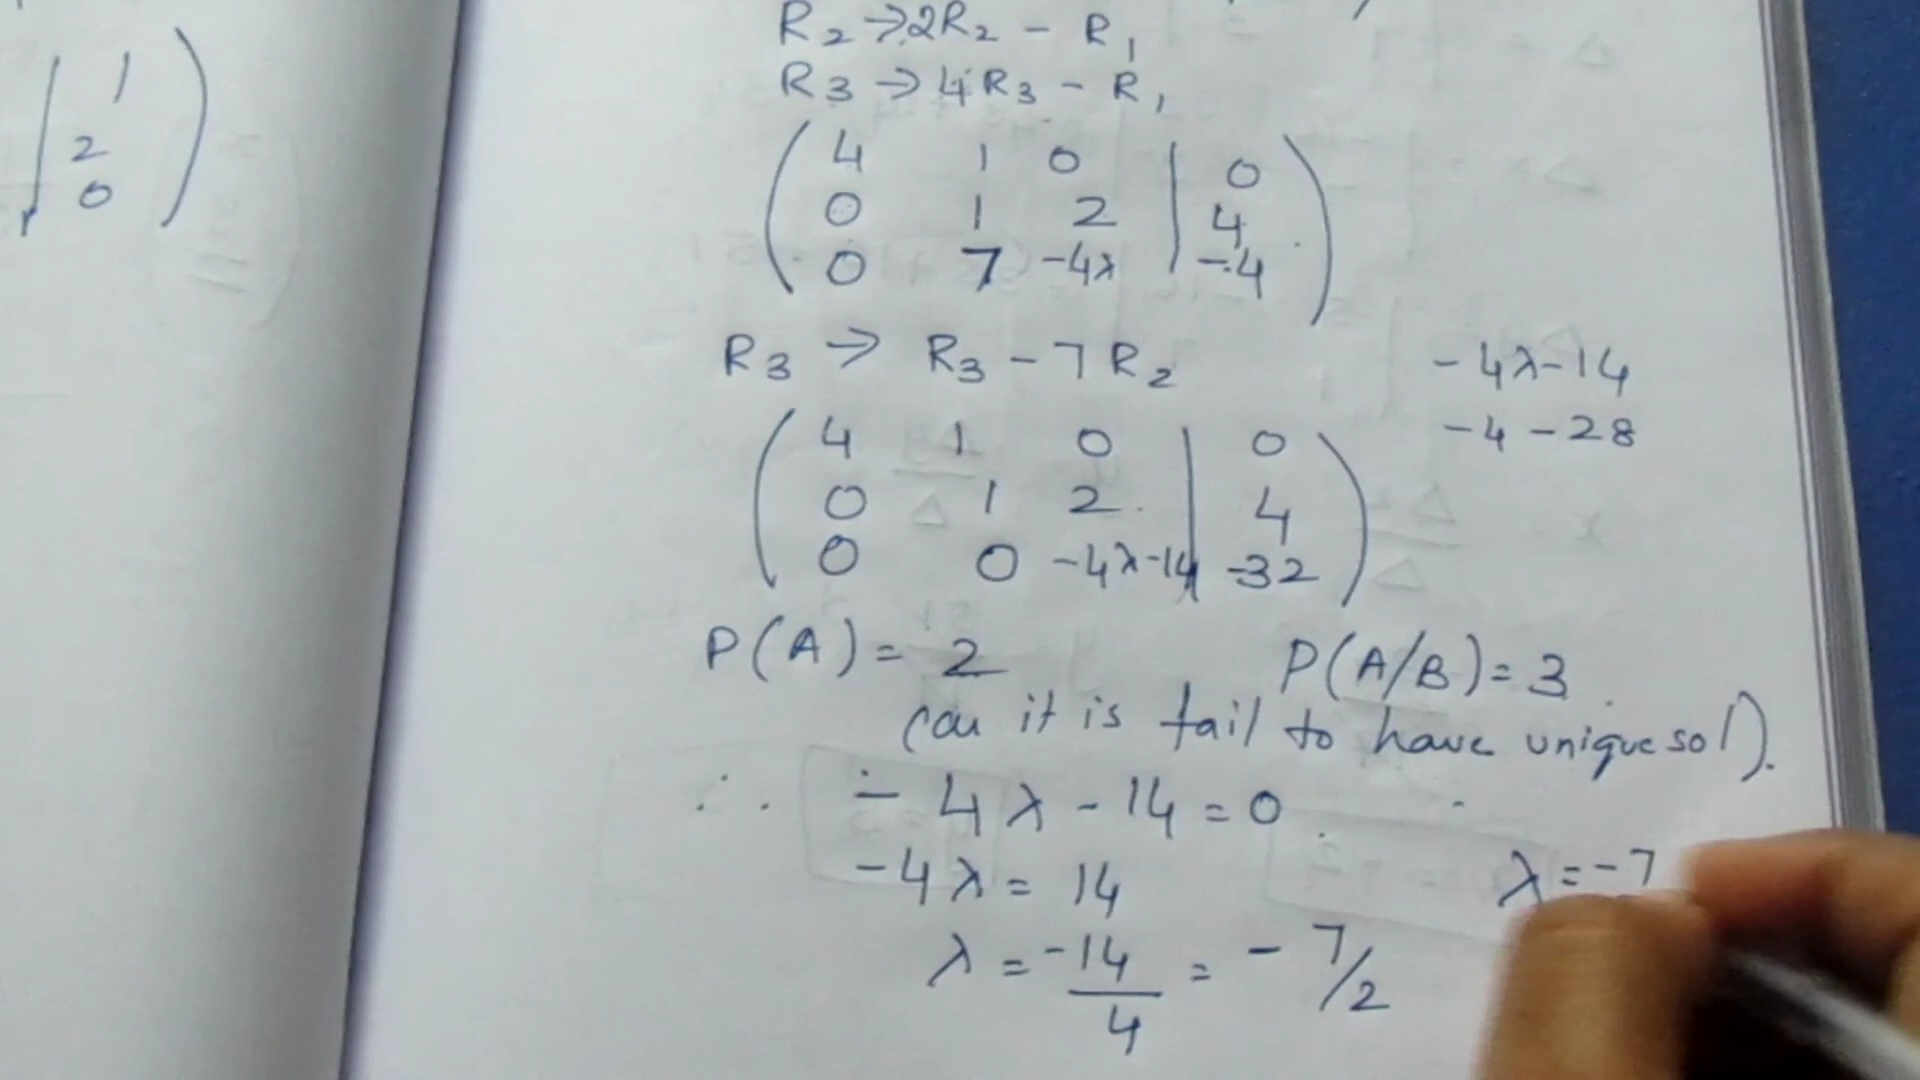 1
2
0
R2 → 2R2 - R1
R3 → 4R3 - R1
4 1 0 | 0
0 1 2 | 4
0 7 -4λ | -4
R3 → R3 - 7R2
-4λ-14
-4-28
4 1 0 | 0
0 1 2 | 4
0 0 -4λ-14 | -32
P(A) = 2 P(A/B) = 3
it is fail to have unique sol).
∴ -4λ - 14 = 0
-4λ = 14 λ = -7
λ = -14/4 = -7/2